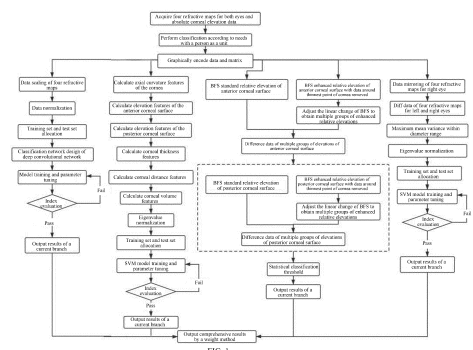 Acquire four refractive maps for both eyes and
absolute corneal elevation data
Perform classification according to needs
with a person as a unit
Graphically encode data and matrix
Data scaling of four refractive
maps
Data normalization
Training set and test set
allocation
Classification network design of
deep convolutional network
Model training and parameter
tuning
Fail
Index
evaluation
Pass
Output results of a
current branch
Calculate axial curvature features
of the cornea
Calculate elevation features of the
anterior corneal surface
Calculate elevation features of the
posterior corneal surface
Calculate corneal thickness
features
Calculate corneal distance features
Calculate corneal volume
features
Eigenvalue
normalization
Training set and test set
allocation
SVM model training and
parameter tuning
Fail
Index
evaluation
Pass
Output results of a
current branch
BFS standard relative elevation of
anterior corneal surface
BFS enhanced relative elevation of
anterior corneal surface with data around
thinnest point of cornea removed
Adjust the linear change of BFS to
obtain multiple groups of enhanced
relative elevations
Difference data of multiple groups of elevations
of anterior corneal surface
BFS standard relative elevation
of posterior corneal surface
BFS enhanced relative elevation of
posterior corneal surface with data around
thinnest point of cornea removed
Adjust the linear change of BFS to
obtain multiple groups of enhanced
relative elevations
Difference data of multiple groups of elevations
of posterior corneal surface
Statistical classification
threshold
Output results of a
current branch
Data mirroring of four refractive
maps for right eye
Diff data of four refractive maps
for left and right eyes
Maximum mean variance within
diameter range
Eigenvalue normalization
Training set and test set
allocation
SVM model training and
parameter tuning
Fail
Index
evaluation
Pass
Output results of a
current branch
Output comprehensive results
by a weight method